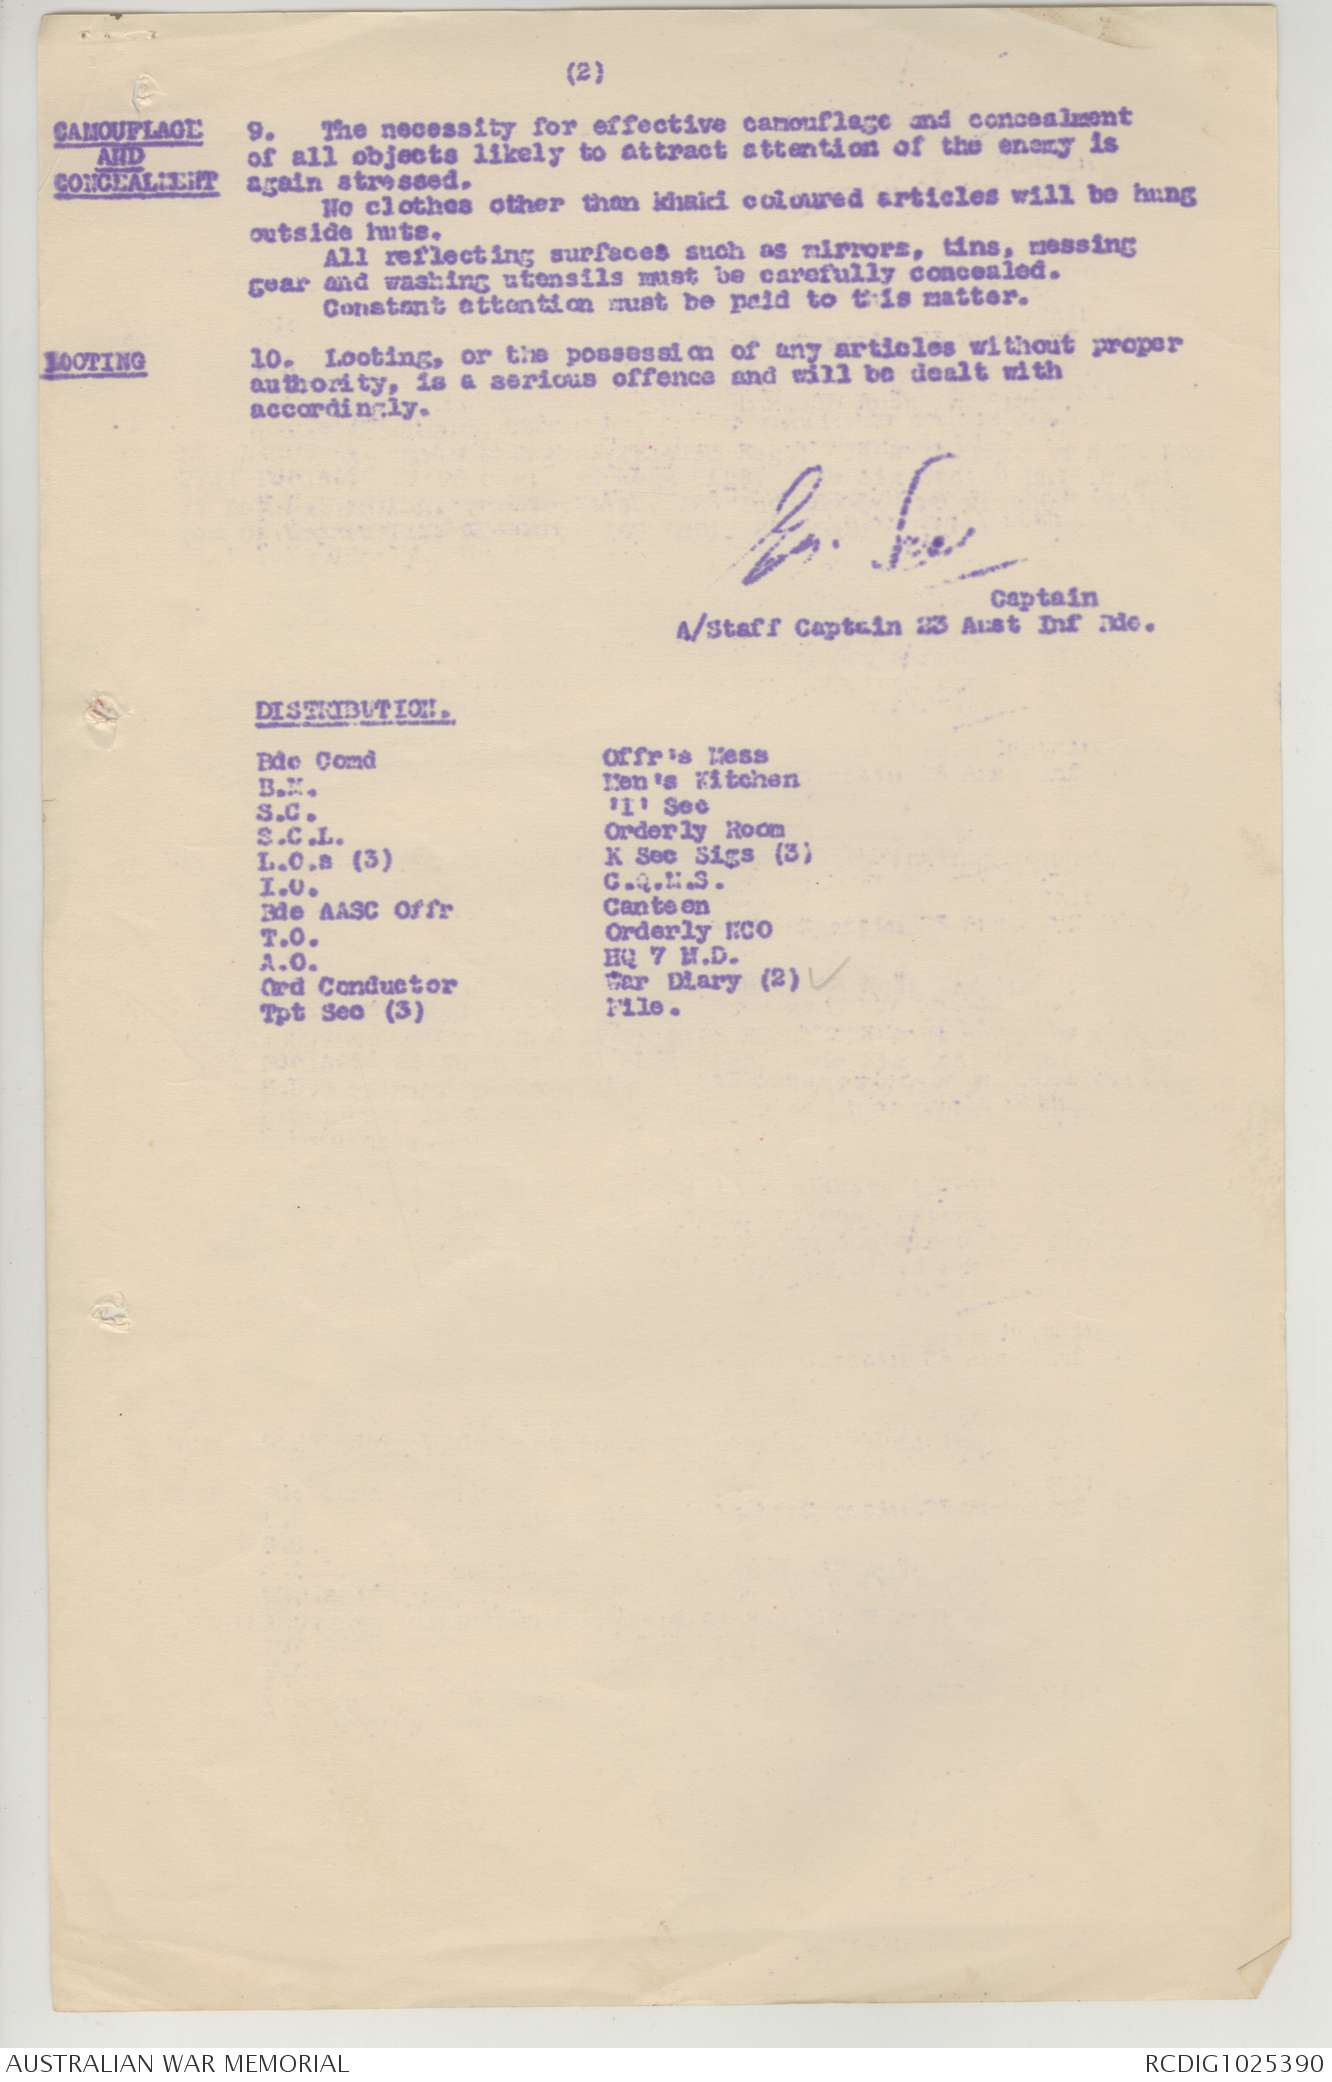 (2)
CAMOUFLAGE
AND
CONCEALMENT
9. The necessity for effective camouflage and concealment
of all objects likely to attract attention of the enemy is
again stressed.
No clothes other than khaki coloured articles will be hung
outside huts.
All reflecting surfaces such as mirrors, tins, messing
gear and washing utensils must be carefully concealed.
Constant attention must be paid to this matter.
LOOTING
10. Looting, or the possession of any articles without proper
authority, is a serious offence and will be dealt with
accordingly.
Captain
A/Staff Captain 23 Aust Inf Bde.
DISTRIBUTION.
Bde Comd
B.M.
S.C.
S.C.L.
L.O.s (3)
I.O.
Bde AASC Offr
T.O.
A.O.
Ord Conductor
Tpt Sec (3)
Offr's Mess
Men's Kitchen
'I' Sec
Orderly Room
K Sec Sigs (3)
C.Q.M.S.
Canteen
Orderly NCO
HQ 7 M.D.
War Diary (2)
File.
AUSTRALIAN WAR MEMORIAL
RCDIG1025390